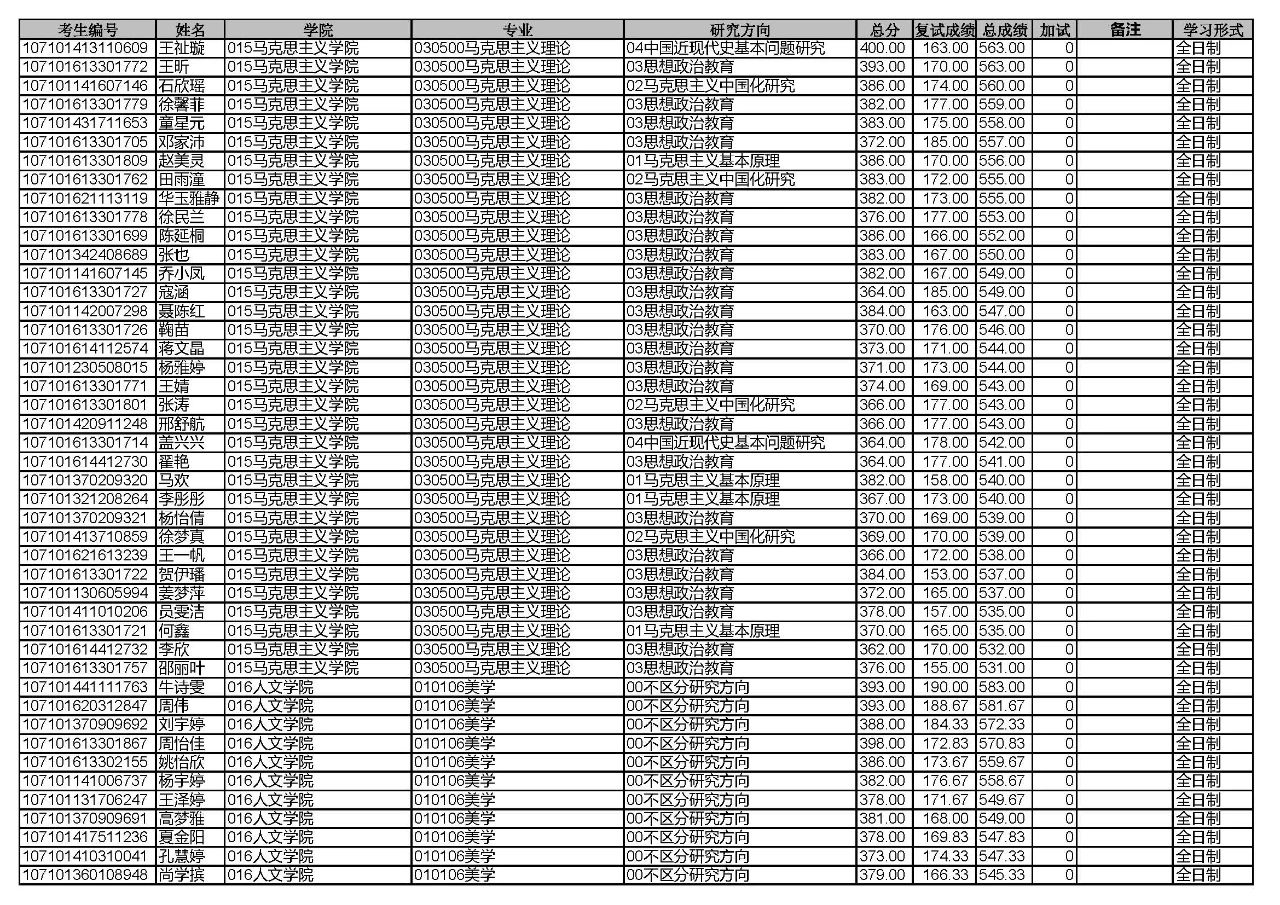 考生编号 姓名 学院 专业 研究方向 总分 复试成绩 总成绩 加试 备注 学习形式
107101413110609 王祉璇 015马克思主义学院 030500马克思主义理论 04中国近现代史基本问题研究 400.00 163.00 563.00 0 全日制
107101613301772 王昕 015马克思主义学院 030500马克思主义理论 03思想政治教育 393.00 170.00 563.00 0 全日制
107101141607146 石欣瑶 015马克思主义学院 030500马克思主义理论 02马克思主义中国化研究 386.00 174.00 560.00 0 全日制
107101613301779 徐馨菲 015马克思主义学院 030500马克思主义理论 03思想政治教育 382.00 177.00 559.00 0 全日制
107101431711653 童星元 015马克思主义学院 030500马克思主义理论 03思想政治教育 383.00 175.00 558.00 0 全日制
107101613301705 邓家沛 015马克思主义学院 030500马克思主义理论 03思想政治教育 372.00 185.00 557.00 0 全日制
107101613301809 赵美灵 015马克思主义学院 030500马克思主义理论 01马克思主义基本原理 386.00 170.00 556.00 0 全日制
107101613301762 田雨潼 015马克思主义学院 030500马克思主义理论 02马克思主义中国化研究 383.00 172.00 555.00 0 全日制
107101621113119 华玉雅静 015马克思主义学院 030500马克思主义理论 03思想政治教育 382.00 173.00 555.00 0 全日制
107101613301778 徐民兰 015马克思主义学院 030500马克思主义理论 03思想政治教育 376.00 177.00 553.00 0 全日制
107101613301699 陈延桐 015马克思主义学院 030500马克思主义理论 03思想政治教育 386.00 166.00 552.00 0 全日制
107101342408689 张也 015马克思主义学院 030500马克思主义理论 03思想政治教育 383.00 167.00 550.00 0 全日制
107101141607145 乔小凤 015马克思主义学院 030500马克思主义理论 03思想政治教育 382.00 167.00 549.00 0 全日制
107101613301727 寇涵 015马克思主义学院 030500马克思主义理论 03思想政治教育 364.00 185.00 549.00 0 全日制
107101142007298 聂陈红 015马克思主义学院 030500马克思主义理论 03思想政治教育 384.00 163.00 547.00 0 全日制
107101613301726 鞠苗 015马克思主义学院 030500马克思主义理论 03思想政治教育 370.00 176.00 546.00 0 全日制
107101614112574 蒋文晶 015马克思主义学院 030500马克思主义理论 03思想政治教育 373.00 171.00 544.00 0 全日制
107101230508015 杨雅婷 015马克思主义学院 030500马克思主义理论 03思想政治教育 371.00 173.00 544.00 0 全日制
107101613301771 王婧 015马克思主义学院 030500马克思主义理论 03思想政治教育 374.00 169.00 543.00 0 全日制
107101613301801 张涛 015马克思主义学院 030500马克思主义理论 02马克思主义中国化研究 366.00 177.00 543.00 0 全日制
107101420911248 邢舒航 015马克思主义学院 030500马克思主义理论 03思想政治教育 366.00 177.00 543.00 0 全日制
107101613301714 盖兴兴 015马克思主义学院 030500马克思主义理论 04中国近现代史基本问题研究 364.00 178.00 542.00 0 全日制
107101614412730 翟艳 015马克思主义学院 030500马克思主义理论 03思想政治教育 364.00 177.00 541.00 0 全日制
107101370209320 马欢 015马克思主义学院 030500马克思主义理论 01马克思主义基本原理 382.00 158.00 540.00 0 全日制
107101321208264 李彤彤 015马克思主义学院 030500马克思主义理论 01马克思主义基本原理 367.00 173.00 540.00 0 全日制
107101370209321 杨怡倩 015马克思主义学院 030500马克思主义理论 03思想政治教育 370.00 169.00 539.00 0 全日制
107101413710859 徐梦真 015马克思主义学院 030500马克思主义理论 02马克思主义中国化研究 369.00 170.00 539.00 0 全日制
107101621613239 王一帆 015马克思主义学院 030500马克思主义理论 03思想政治教育 366.00 172.00 538.00 0 全日制
107101613301722 贺伊璠 015马克思主义学院 030500马克思主义理论 03思想政治教育 384.00 153.00 537.00 0 全日制
107101130605994 姜梦萍 015马克思主义学院 030500马克思主义理论 03思想政治教育 372.00 165.00 537.00 0 全日制
107101411010206 员雯洁 015马克思主义学院 030500马克思主义理论 03思想政治教育 378.00 157.00 535.00 0 全日制
107101613301721 何鑫 015马克思主义学院 030500马克思主义理论 01马克思主义基本原理 370.00 165.00 535.00 0 全日制
107101614412732 李欣 015马克思主义学院 030500马克思主义理论 03思想政治教育 362.00 170.00 532.00 0 全日制
107101613301757 邵丽叶 015马克思主义学院 030500马克思主义理论 03思想政治教育 376.00 155.00 531.00 0 全日制
107101441111763 牛诗雯 016人文学院 010106美学 00不区分研究方向 393.00 190.00 583.00 0 全日制
107101620312847 周伟 016人文学院 010106美学 00不区分研究方向 393.00 188.67 581.67 0 全日制
107101370909692 刘宇婷 016人文学院 010106美学 00不区分研究方向 388.00 184.33 572.33 0 全日制
107101613301867 周怡佳 016人文学院 010106美学 00不区分研究方向 398.00 172.83 570.83 0 全日制
107101613302155 姚怡欣 016人文学院 010106美学 00不区分研究方向 386.00 173.67 559.67 0 全日制
107101141006737 杨宇婷 016人文学院 010106美学 00不区分研究方向 382.00 176.67 558.67 0 全日制
107101131706247 王泽婷 016人文学院 010106美学 00不区分研究方向 378.00 171.67 549.67 0 全日制
107101370909691 高梦雅 016人文学院 010106美学 00不区分研究方向 381.00 168.00 549.00 0 全日制
107101417511236 夏金阳 016人文学院 010106美学 00不区分研究方向 378.00 169.83 547.83 0 全日制
107101410310041 孔慧婷 016人文学院 010106美学 00不区分研究方向 373.00 174.33 547.33 0 全日制
107101360108948 尚学摈 016人文学院 010106美学 00不区分研究方向 379.00 166.33 545.33 0 全日制